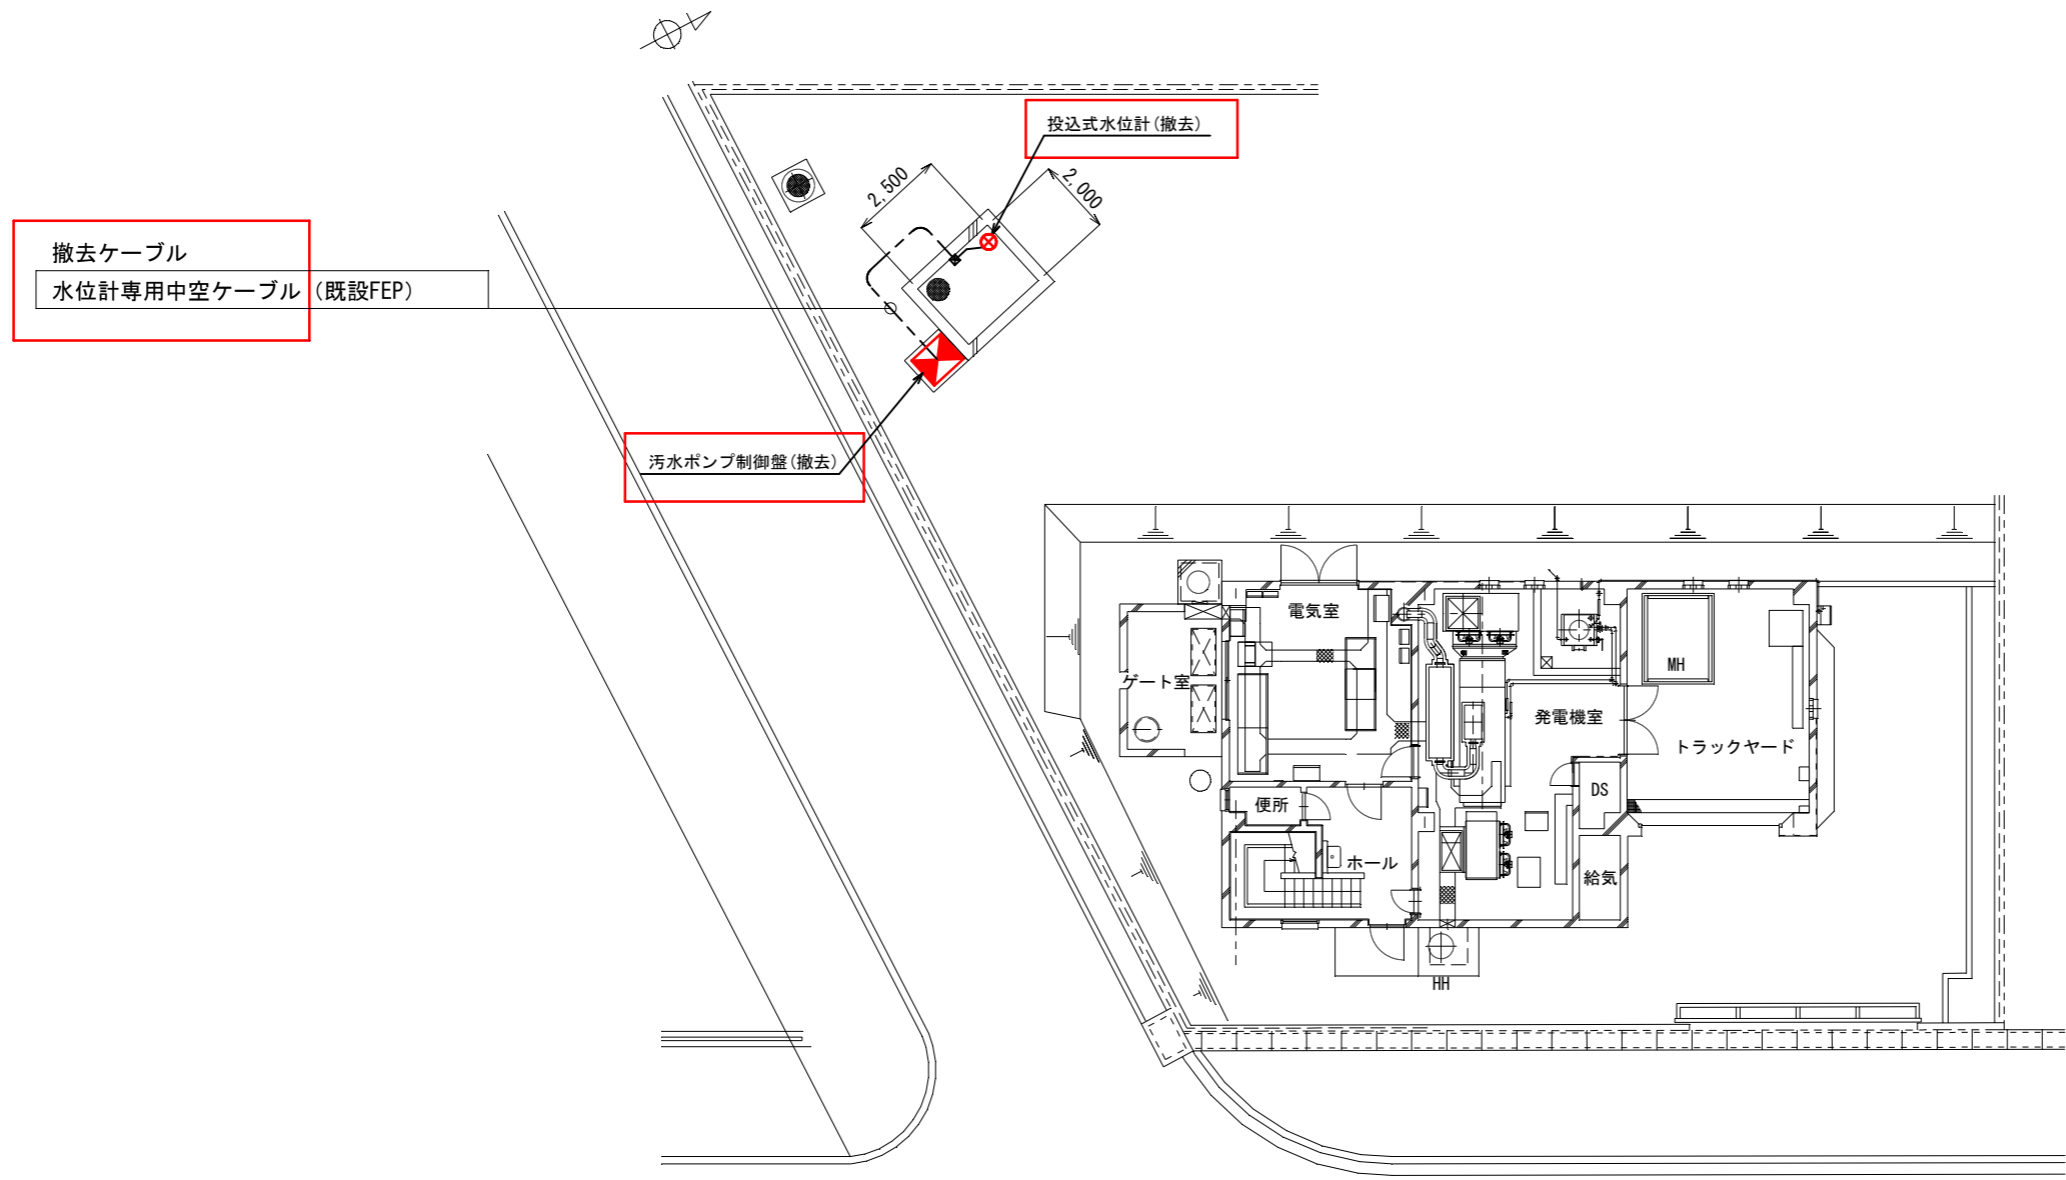 投込式水位計(撤去)
2,500
2,000
撤去ケーブル
水位計専用中空ケーブル（既設FEP）
汚水ポンプ制御盤(撤去)
電気室
ゲート室
MH
発電機室
トラックヤード
DS
便所
ホール
給気
HH